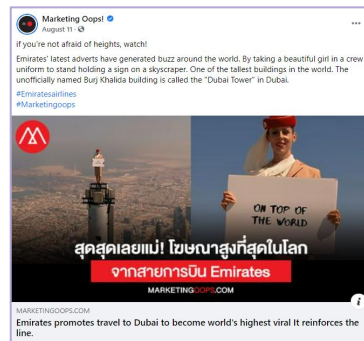 Marketing Oops!
August 11 ·
if you're not afraid of heights, watch!
Emirates' latest adverts have generated buzz around the world. By taking a beautiful girl in a crew
uniform to stand holding a sign on a skyscraper. One of the tallest buildings in the world. The
unofficially named Burj Khalida building is called the "Dubai Tower" in Dubai.
#Emiratesairlines
#Marketingoops
ON TOP OF
THE WORLD
สุดสุดเลยแม่! โฆษณาสูงที่สุดในโลก
จากสายการบิน Emirates
MARKETINGOOPS.COM
MARKETINGOOPS.COM
Emirates promotes travel to Dubai to become world's highest viral It reinforces the
line.